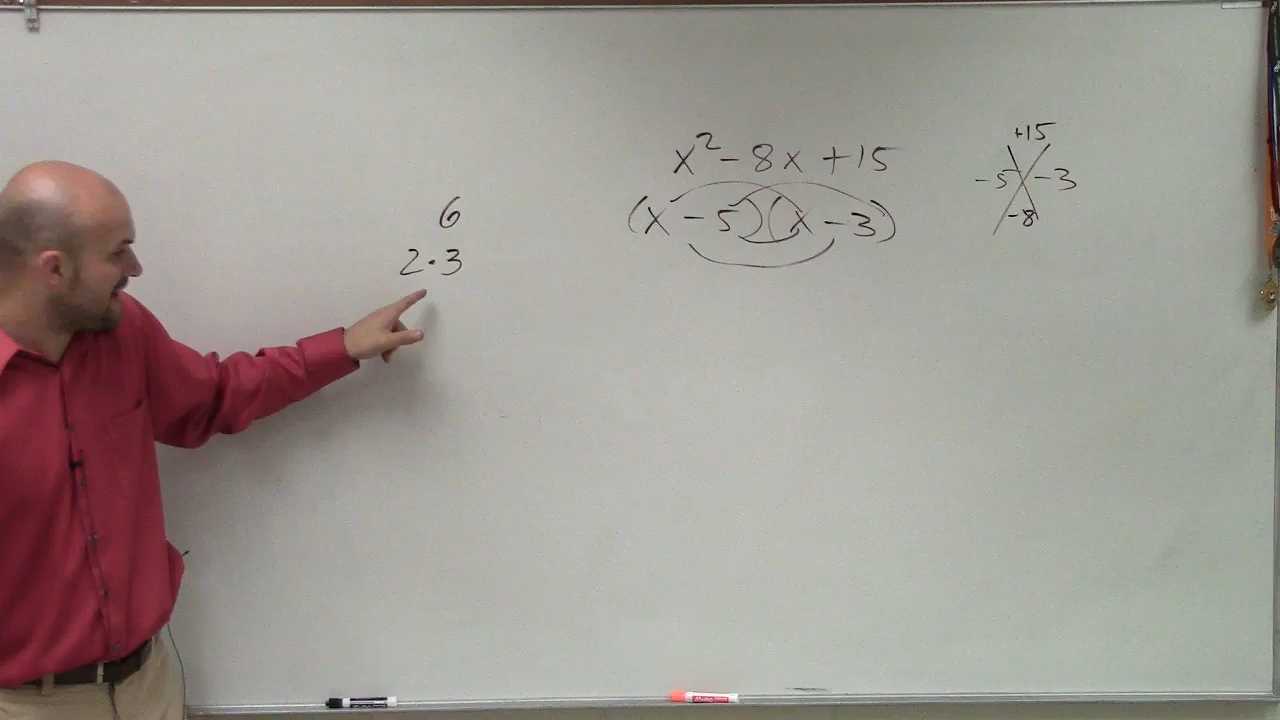 6
2·3
x² - 8x + 15
(x - 5)(x - 3)
+15
-5 -3
-8